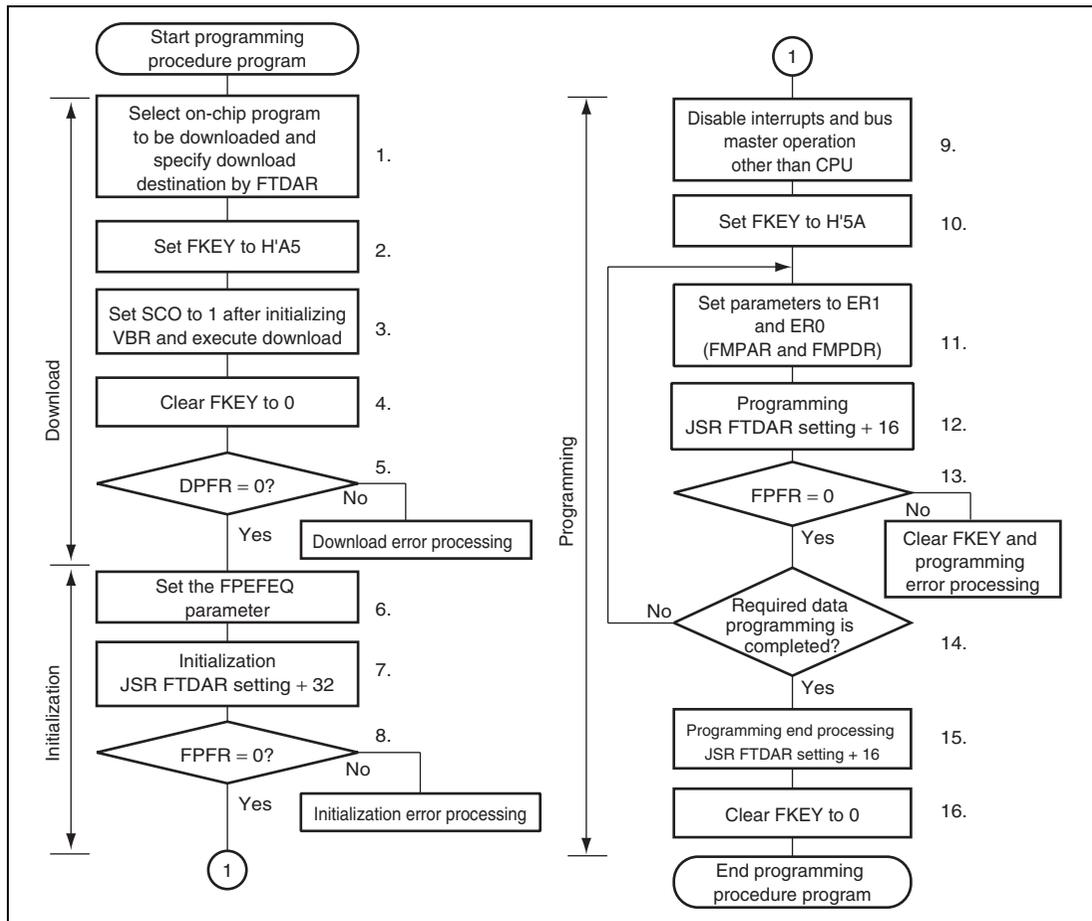 Start programming
procedure program
Download
Select on-chip program
to be downloaded and
specify download
destination by FTDAR
1.
Set FKEY to H'A5
2.
Set SCO to 1 after initializing
VBR and execute download
3.
Clear FKEY to 0
4.
DPFR = 0?
5.
No
Yes
Download error processing
Initialization
Set the FPEFEQ
parameter
6.
Initialization
JSR FTDAR setting + 32
7.
FPFR = 0?
8.
No
Yes
Initialization error processing
1
1
Programming
Disable interrupts and bus
master operation
other than CPU
9.
Set FKEY to H'5A
10.
Set parameters to ER1
and ER0
(FMPAR and FMPDR)
11.
Programming
JSR FTDAR setting + 16
12.
FPFR = 0
13.
No
Yes
Clear FKEY and
programming
error processing
Required data
programming is
completed?
14.
No
Yes
Programming end processing
JSR FTDAR setting + 16
15.
Clear FKEY to 0
16.
End programming
procedure program